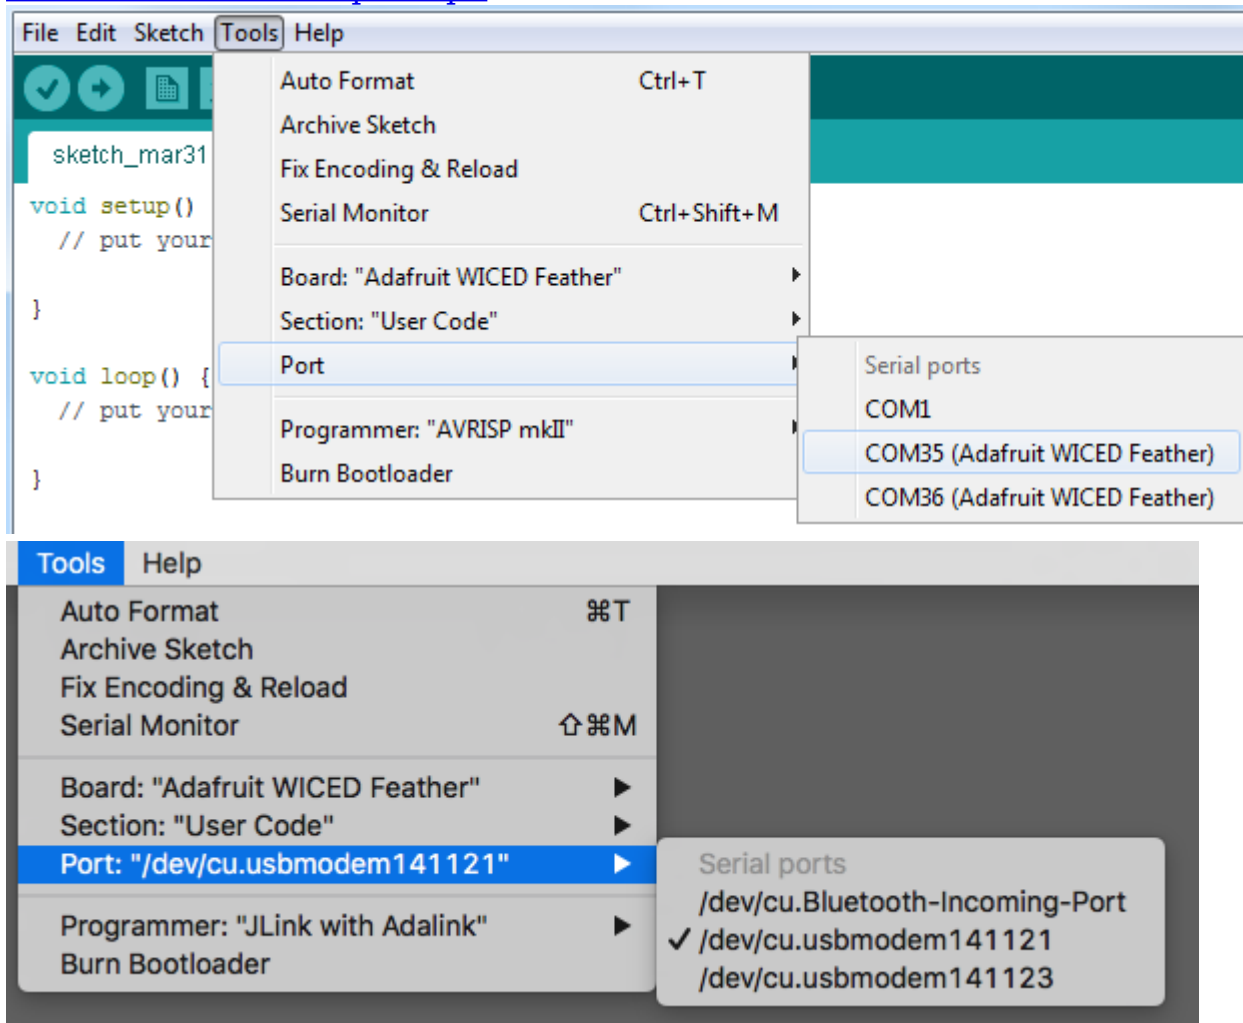 File Edit Sketch Tools Help
Auto Format Ctrl+T
Archive Sketch
sketch_mar31
Fix Encoding & Reload
void setup()
Serial Monitor Ctrl+Shift+M
// put your
Board: "Adafruit WICED Feather"
}
Section: "User Code"
Port
Serial ports
void loop() {
COM1
// put your
Programmer: "AVRISP mkII"
COM35 (Adafruit WICED Feather)
}
Burn Bootloader
COM36 (Adafruit WICED Feather)
Tools Help
Auto Format ⌘T
Archive Sketch
Fix Encoding & Reload
Serial Monitor ⇧⌘M
Board: "Adafruit WICED Feather"
Section: "User Code"
Port: "/dev/cu.usbmodem141121"
Serial ports
/dev/cu.Bluetooth-Incoming-Port
Programmer: "JLink with Adalink"
✓ /dev/cu.usbmodem141121
Burn Bootloader
/dev/cu.usbmodem141123